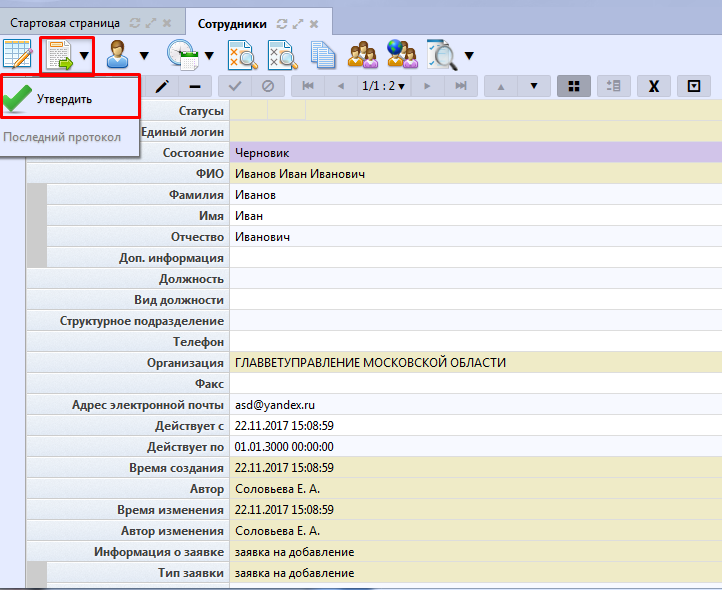 Стартовая страница
Сотрудники
Утвердить
Последний протокол
1/1 : 2
X
Статусы
Единый логин
Состояние Черновик
ФИО Иванов Иван Иванович
Фамилия Иванов
Имя Иван
Отчество Иванович
Доп. информация
Должность
Вид должности
Структурное подразделение
Телефон
Организация ГЛАВВЕТУПРАВЛЕНИЕ МОСКОВСКОЙ ОБЛАСТИ
Факс
Адрес электронной почты asd@yandex.ru
Действует с 22.11.2017 15:08:59
Действует по 01.01.3000 00:00:00
Время создания 22.11.2017 15:08:59
Автор Соловьева Е. А.
Время изменения 22.11.2017 15:08:59
Автор изменения Соловьева Е. А.
Информация о заявке заявка на добавление
Тип заявки заявка на добавление